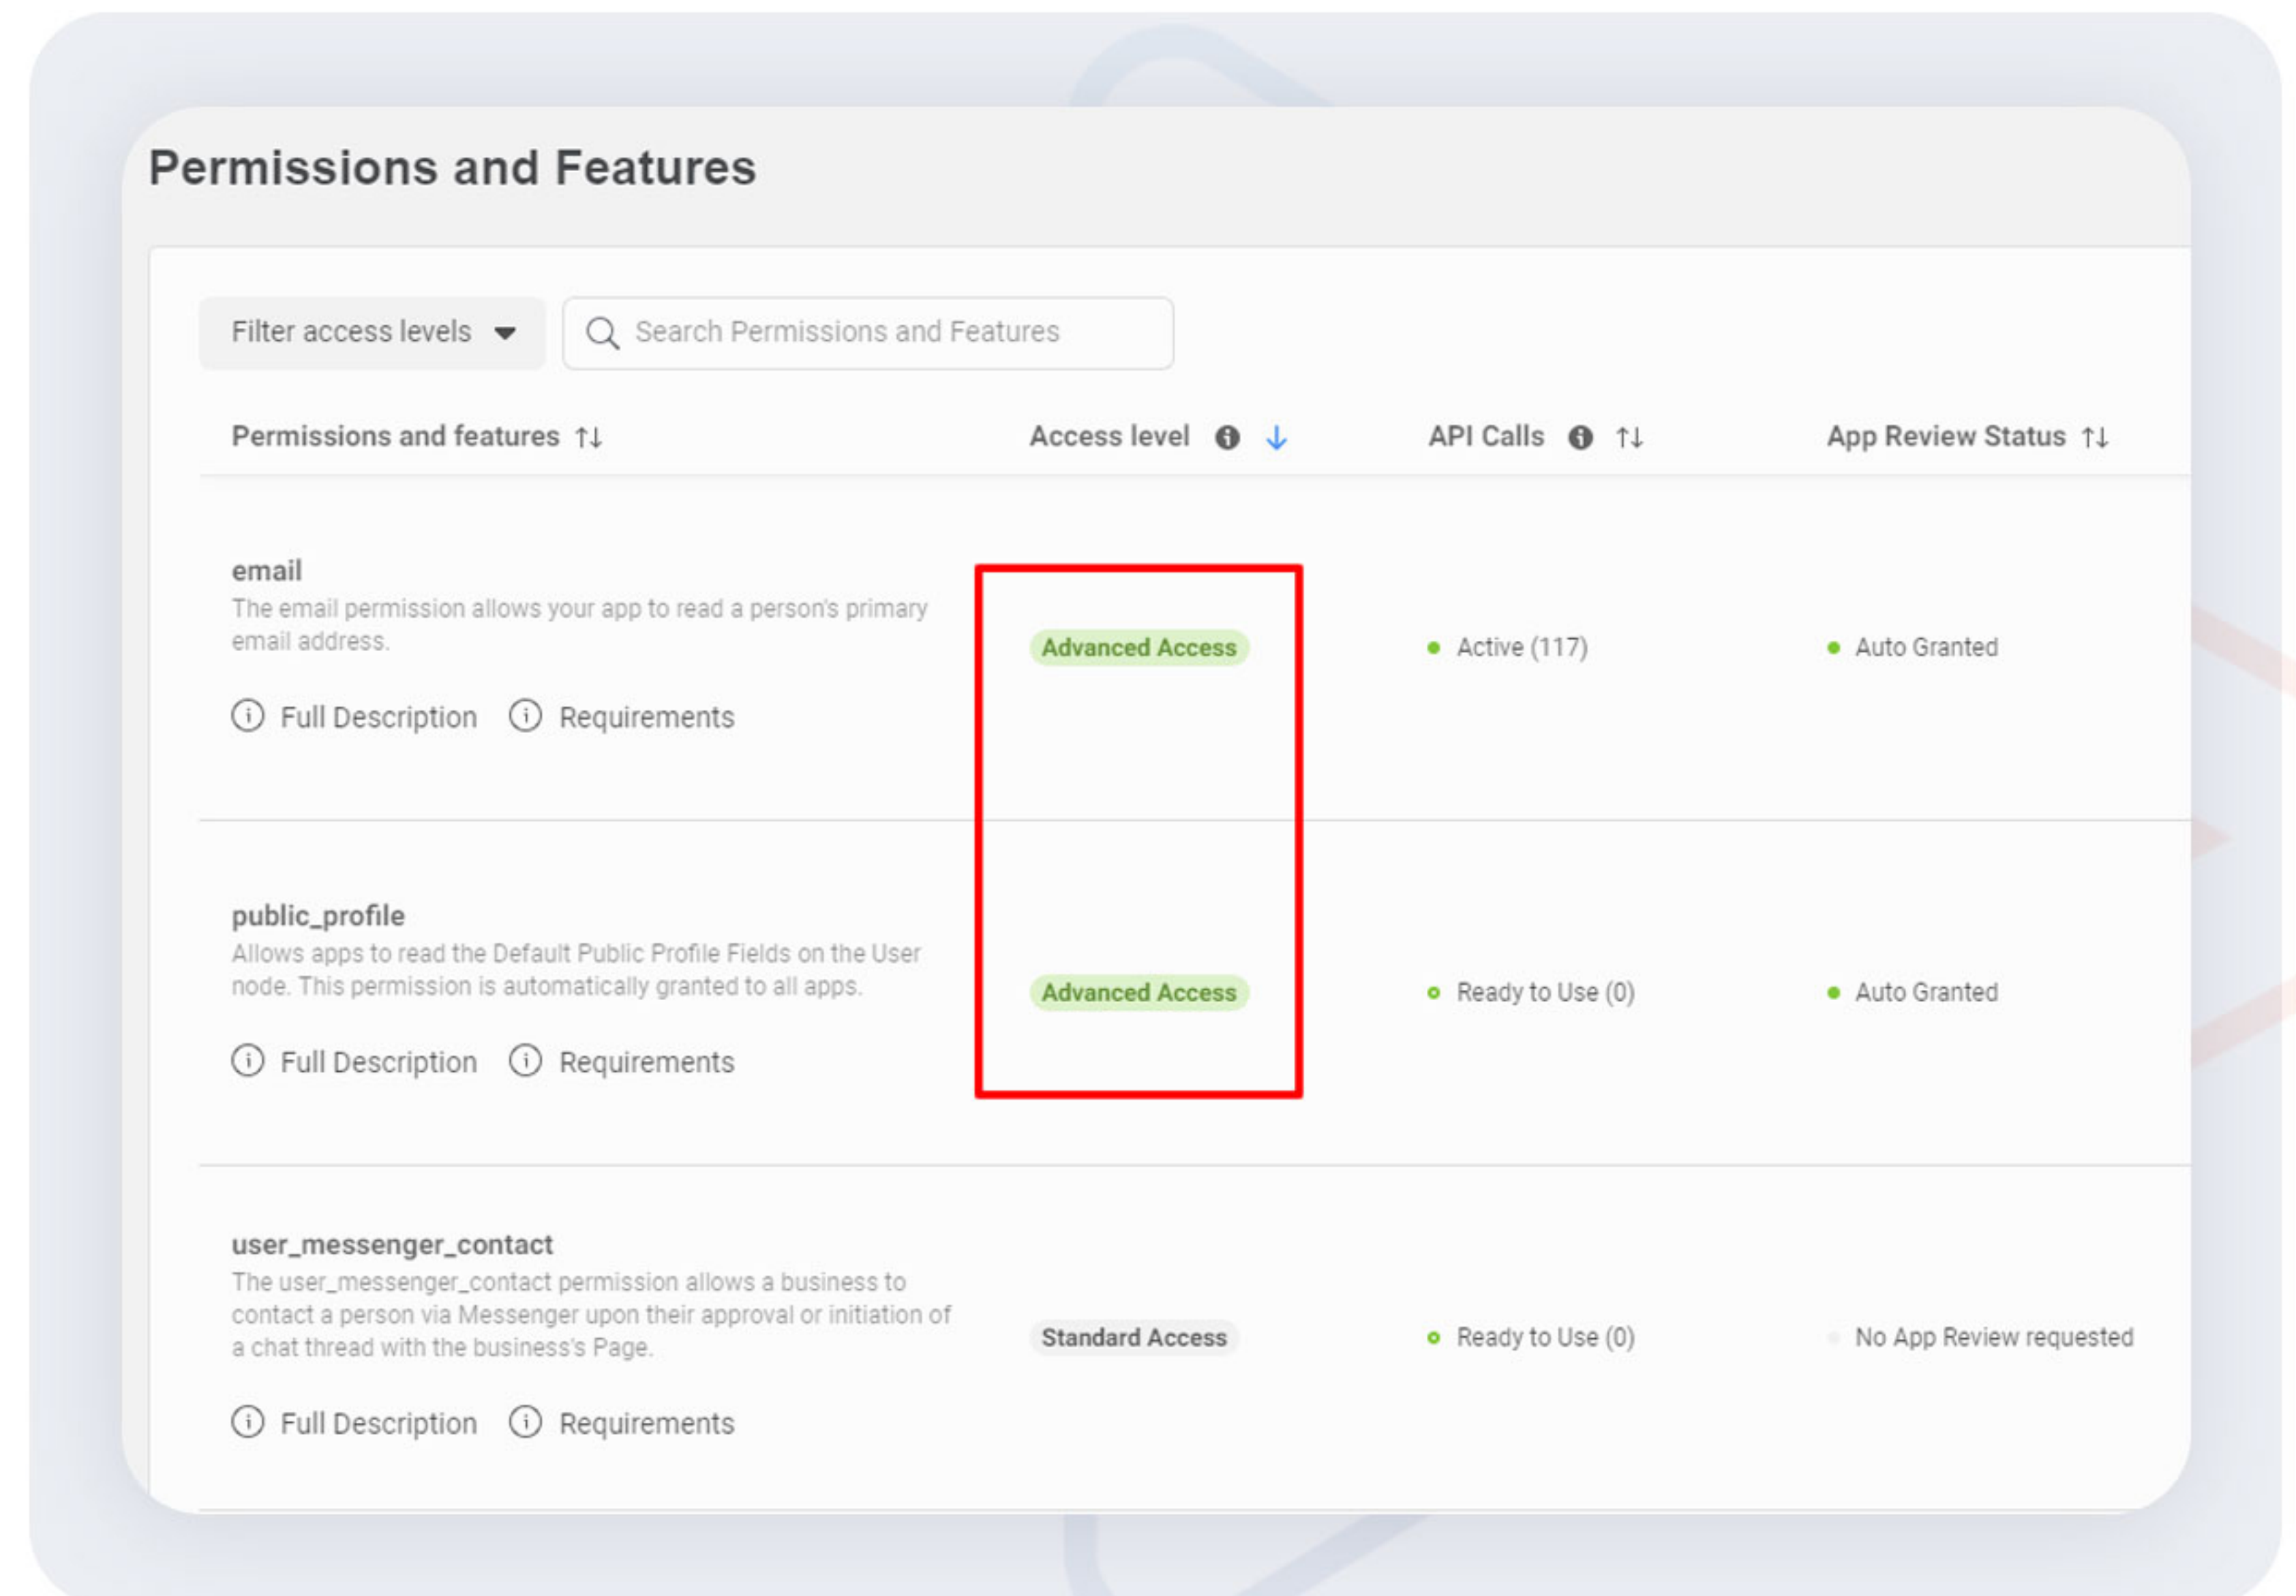 Permissions and Features
Filter access levels
Search Permissions and Features
Permissions and features ↑↓ Access level ↓ API Calls ↑↓ App Review Status ↑↓
email
The email permission allows your app to read a person's primary
email address.
Advanced Access
Active (117)
Auto Granted
Full Description Requirements
public_profile
Allows apps to read the Default Public Profile Fields on the User
node. This permission is automatically granted to all apps.
Advanced Access
Ready to Use (0)
Auto Granted
Full Description Requirements
user_messenger_contact
The user_messenger_contact permission allows a business to
contact a person via Messenger upon their approval or initiation of
a chat thread with the business's Page.
Standard Access
Ready to Use (0)
No App Review requested
Full Description Requirements